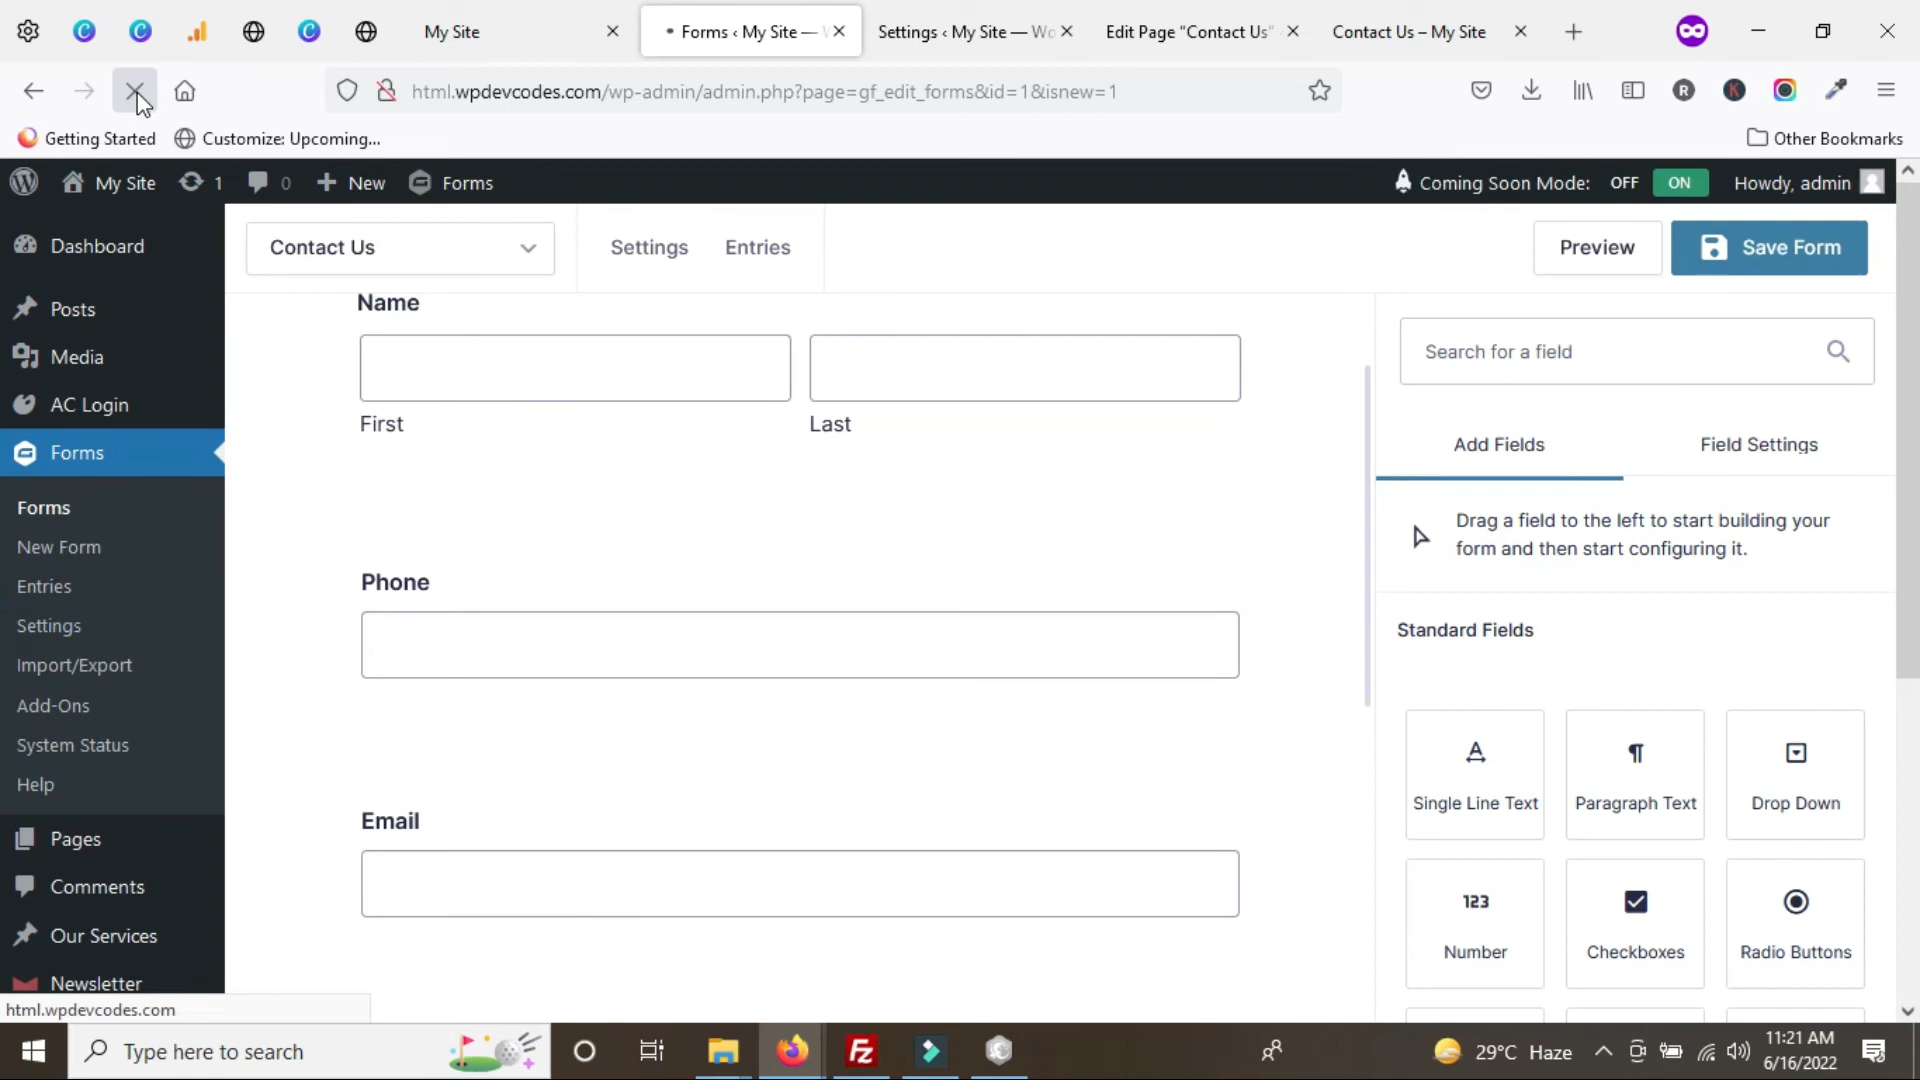 My Site
Forms ‹ My Site —
Settings ‹ My Site — Wo
Edit Page "Contact Us"
Contact Us – My Site
html.wpdevcodes.com/wp-admin/admin.php?page=gf_edit_forms&id=1&isnew=1
R
K
Getting Started
Customize: Upcoming...
Other Bookmarks
My Site
1
0
New
Forms
Coming Soon Mode:
OFF
ON
Howdy, admin
Dashboard
Posts
Media
AC Login
Forms
Forms
New Form
Entries
Settings
Import/Export
Add-Ons
System Status
Help
Pages
Comments
Our Services
Newsletter
html.wpdevcodes.com
Contact Us
Settings
Entries
Preview
Save Form
Name
First
Last
Phone
Email
Search for a field
Add Fields
Field Settings
Drag a field to the left to start building your
form and then start configuring it.
Standard Fields
Single Line Text
Paragraph Text
Drop Down
123
Number
Checkboxes
Radio Buttons
Type here to search
Fz
29°C Haze
11:21 AM
6/16/2022